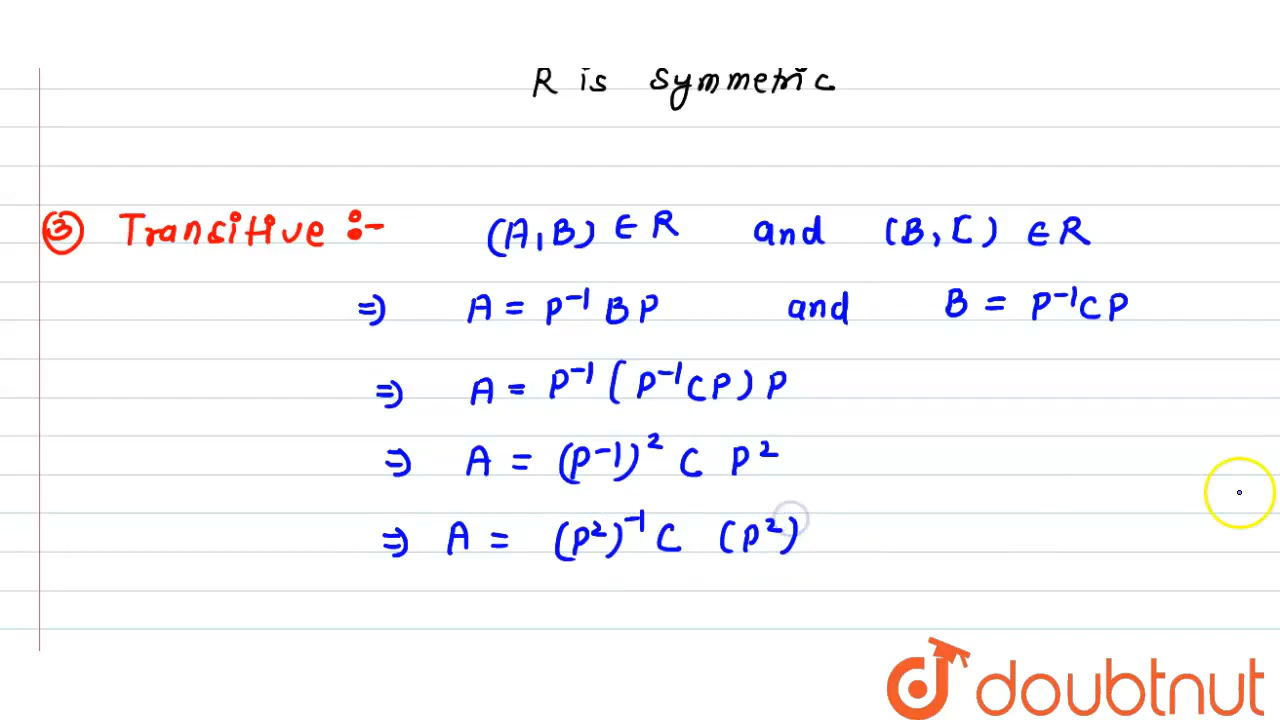 R is symmetric
③ Transitive :- (A,B) ∈ R and (B,C) ∈ R
⇒ A = P⁻¹ B P and B = P⁻¹ C P
⇒ A = P⁻¹ ( P⁻¹ C P ) P
⇒ A = (P-1)² C P²
⇒ A = (P²)⁻¹ C (P²)
doubtnut